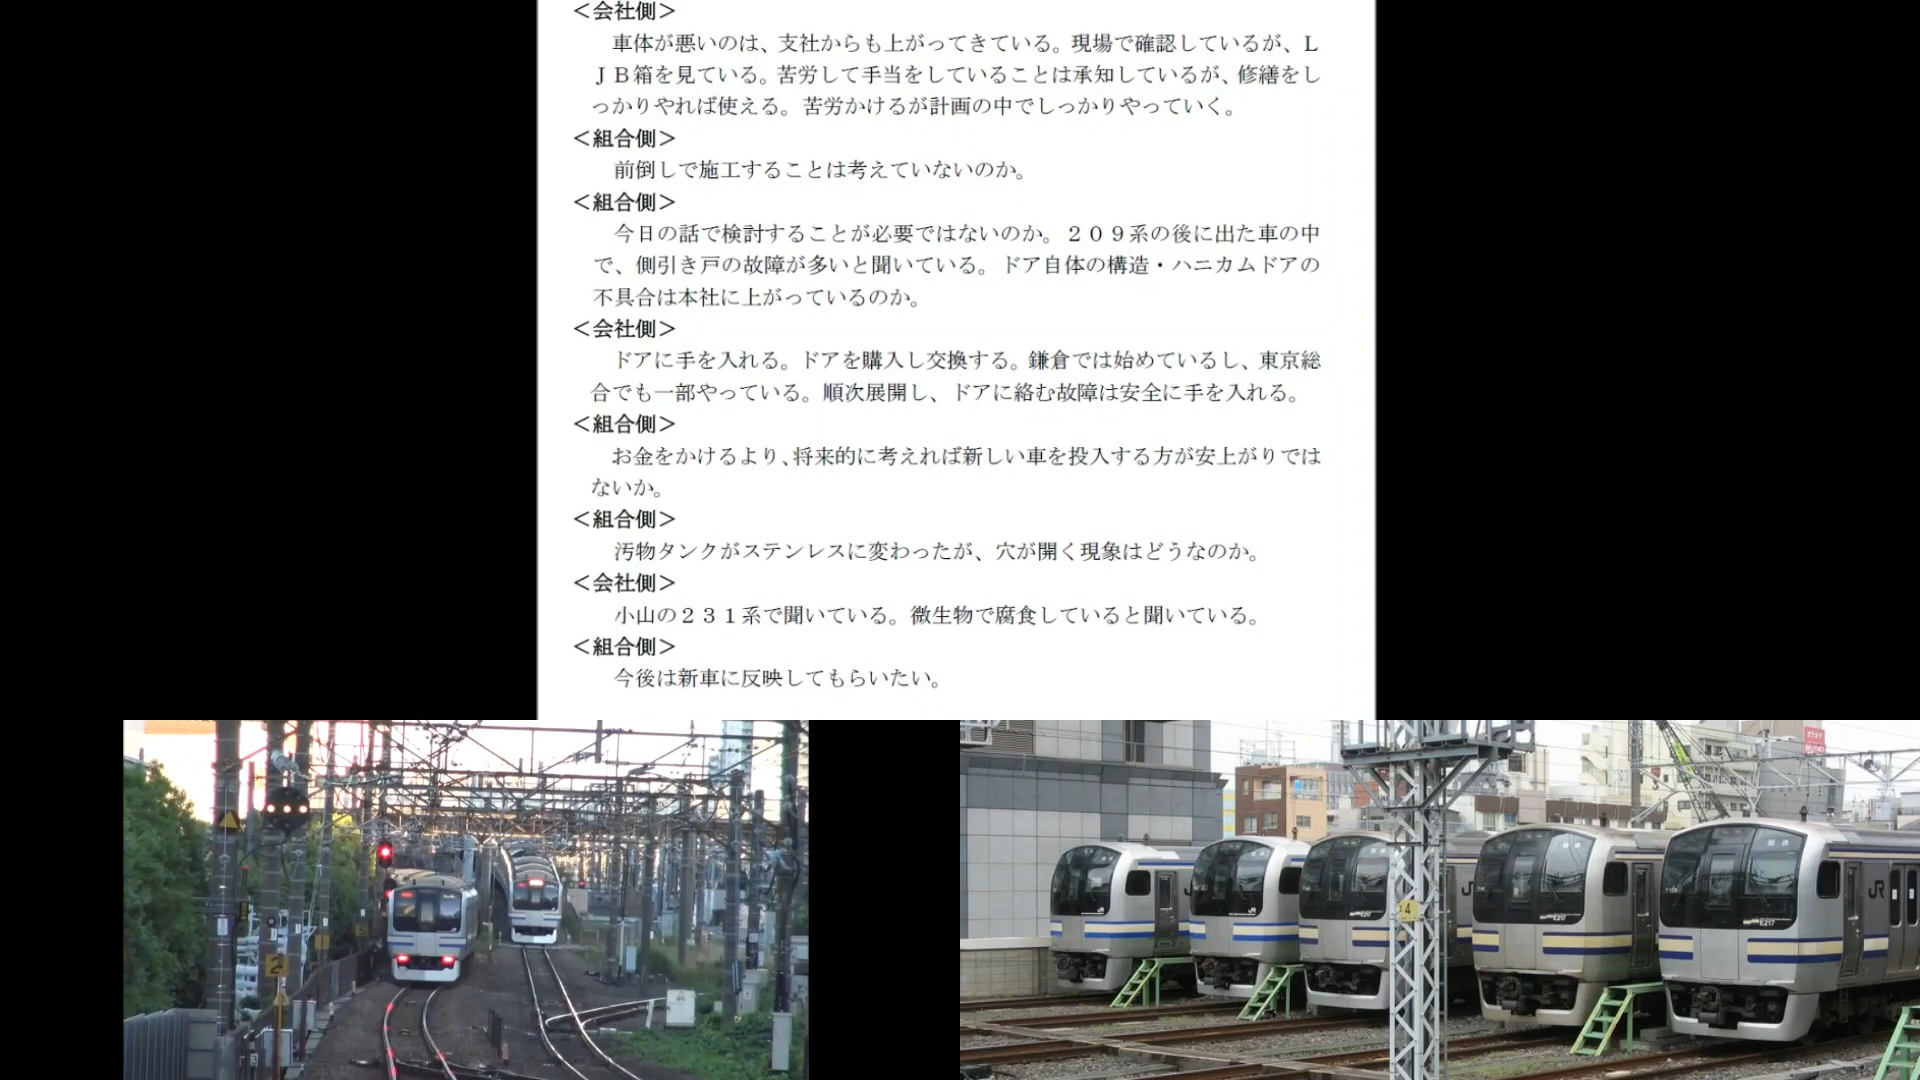 ＜会社側＞
車体が悪いのは、支社からも上がってきている。現場で確認しているが、Ｌ
ＪＢ箱を見ている。苦労して手当をしていることは承知しているが、修繕をし
っかりやれば使える。苦労かけるが計画の中でしっかりやっていく。
＜組合側＞
前倒しで施工することは考えていないのか。
＜組合側＞
今日の話で検討することが必要ではないのか。２０９系の後に出た車の中
で、側引き戸の故障が多いと聞いている。ドア自体の構造・ハニカムドアの
不具合は本社に上がっているのか。
＜会社側＞
ドアに手を入れる。ドアを購入し交換する。鎌倉では始めているし、東京総
合でも一部やっている。順次展開し、ドアに絡む故障は安全に手を入れる。
＜組合側＞
お金をかけるより、将来的に考えれば新しい車を投入する方が安上がりでは
ないか。
＜組合側＞
汚物タンクがステンレスに変わったが、穴が開く現象はどうなのか。
＜会社側＞
小山の２３１系で聞いている。微生物で腐食していると聞いている。
＜組合側＞
今後は新車に反映してもらいたい。
2
4
E217
E217
JR